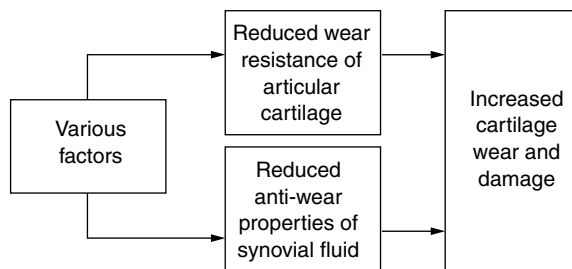 Various
factors
Reduced wear
resistance of
articular
cartilage
Reduced
anti-wear
properties of
synovial fluid
Increased
cartilage
wear and
damage